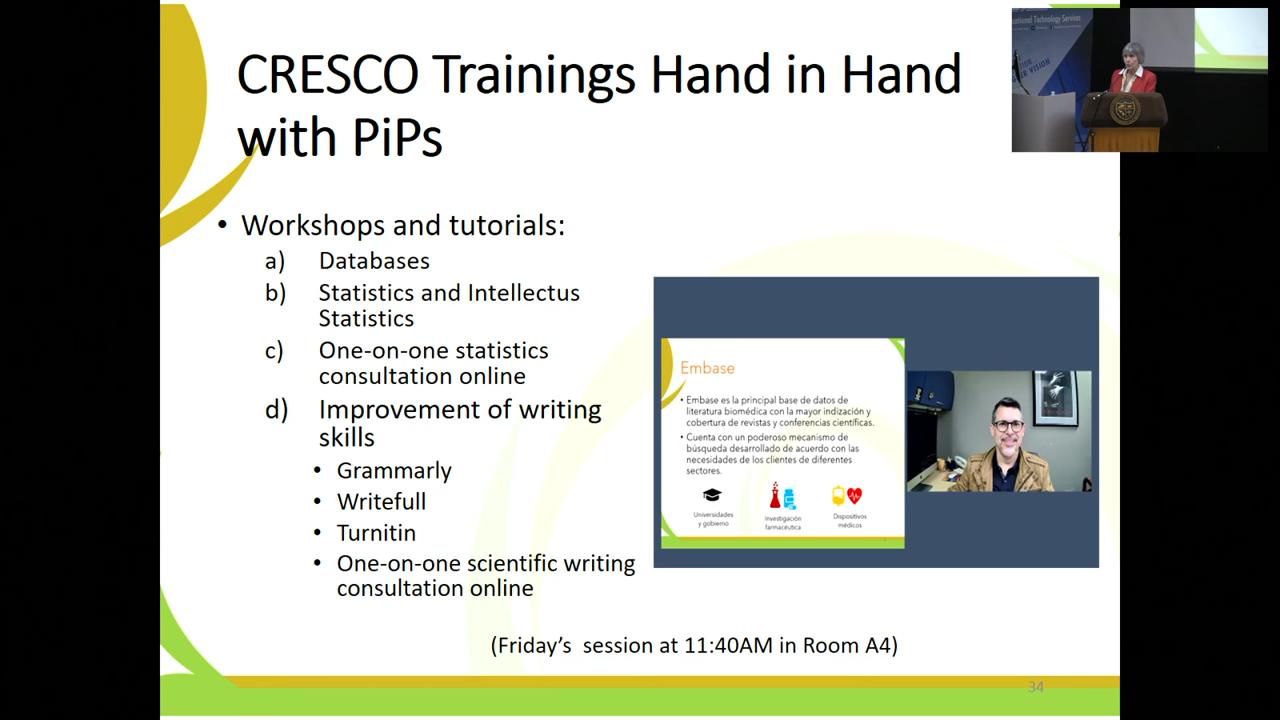 CRESCO Trainings Hand in Hand
with PiPs
• Workshops and tutorials:
a) Databases
b) Statistics and Intellectus
Statistics
c) One-on-one statistics
consultation online
d) Improvement of writing
skills
• Grammarly
• Writefull
• Turnitin
• One-on-one scientific writing
consultation online
(Friday's session at 11:40AM in Room A4)
34
Embase
• Embase es la principal base de datos de
literatura biomédica con la mayor indización y
cobertura de revistas y conferencias científicas.
• Cuenta con un poderoso mecanismo de
búsqueda desarrollado de acuerdo con las
necesidades de los clientes de diferentes
sectores.
Universidades
y gobierno
Investigación
farmacéutica
Dispositivos
médicos
cational Technology Services
VISION